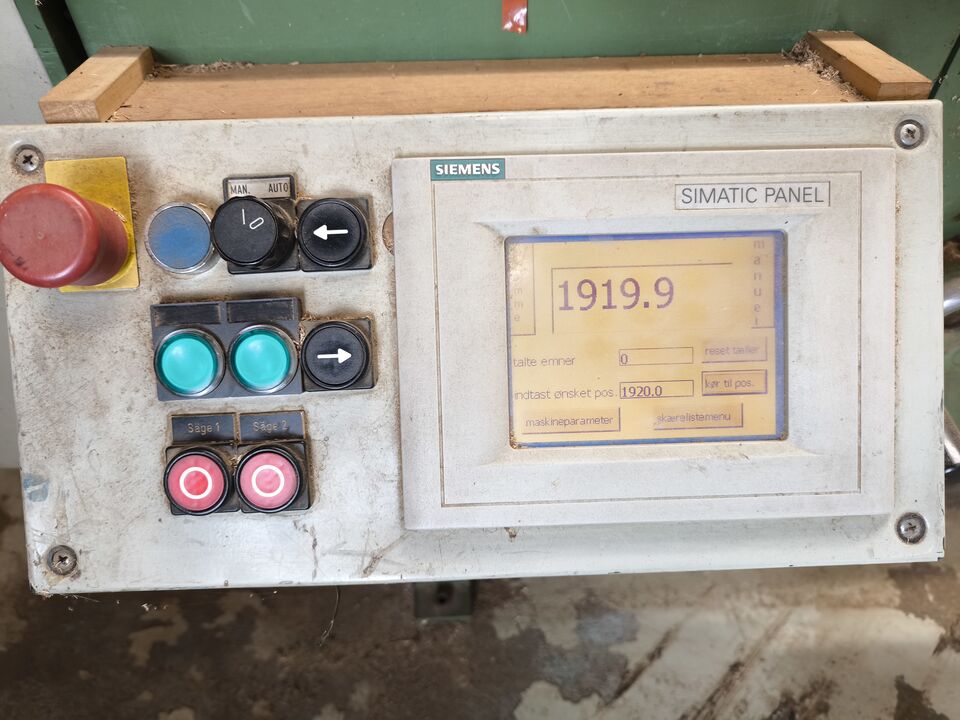 SIEMENS
SIMATIC PANEL
MAN. AUTO
manuel
1919.9
talte emner 0 reset tæller
indtast ønsket pos. 1920.0 kør til pos.
maskineparameter skærelistemenu
Säge 1 Säge 2